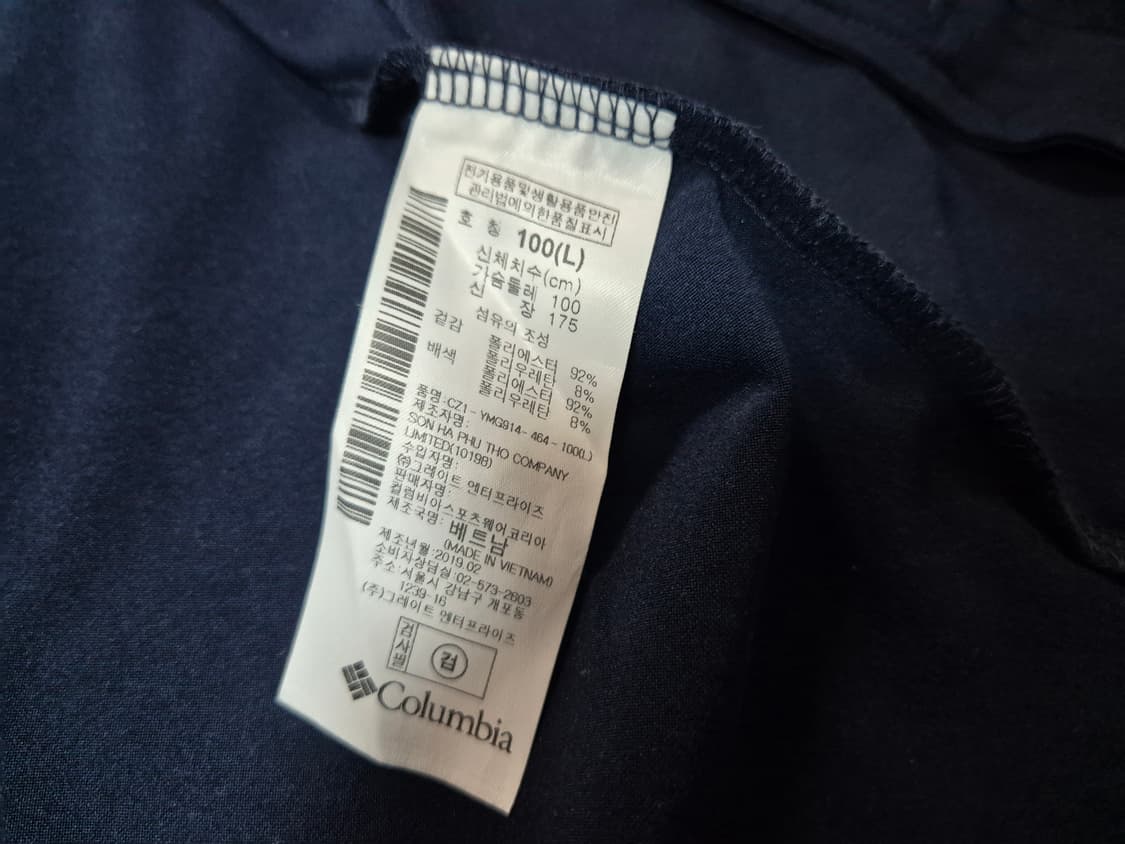 전기용품및생활용품안전
관리법에의한품질표시
호 칭 100(L)
신체치수(cm)
가슴둘레 100
신 장 175
섬유의 조성
겉감 폴리에스터 92%
폴리우레탄 8%
배색 폴리에스터 92%
폴리우레탄 8%
품명:CZ1-YMG914-464-100(L)
제조자명:
SON HA PHU THO COMPANY
LIMITED(10198)
수입자명:
㈜그레이트 엔터프라이즈
판매자명:
컬럼비아스포츠웨어코리아
제조국명: 베트남
(MADE IN VIETNAM)
제조년월:2019.02
소비자상담실:02-573-2603
주소:서울시 강남구 개포동
1239-16
(주)그레이트 엔터프라이즈
검사필 검
Columbia